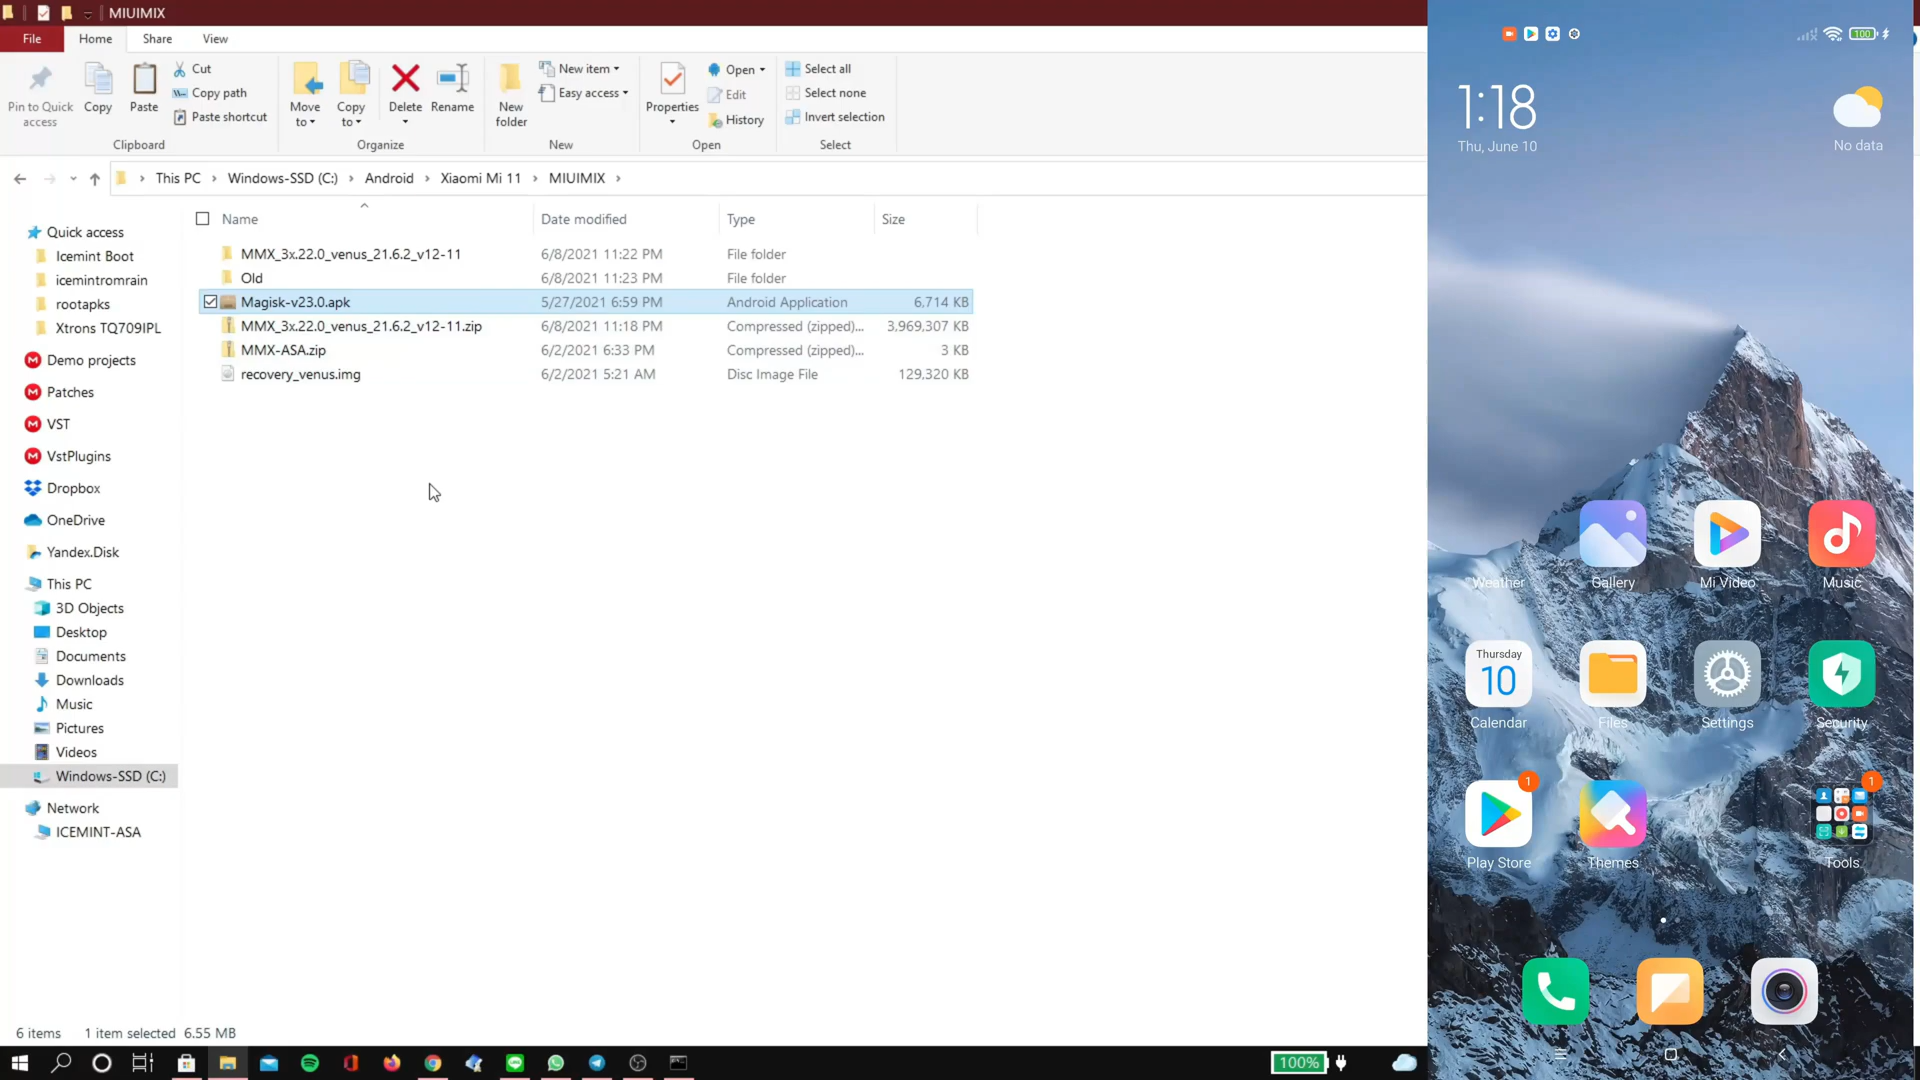 MIUIMIX
File
Home
Share
View
Pin to Quick access
Copy
Paste
Cut
Copy path
Paste shortcut
Clipboard
Move to
Copy to
Delete
Rename
Organize
New folder
New item
Easy access
New
Properties
Open
Edit
History
Open
Select all
Select none
Invert selection
Select
This PC
Windows-SSD (C:)
Android
Xiaomi Mi 11
MIUIMIX
Name
Date modified
Type
Size
MMX_3x.22.0_venus_21.6.2_v12-11 6/8/2021 11:22 PM File folder
Old 6/8/2021 11:23 PM File folder
Magisk-v23.0.apk 5/27/2021 6:59 PM Android Application 6,714 KB
MMX_3x.22.0_venus_21.6.2_v12-11.zip 6/8/2021 11:18 PM Compressed (zipped)... 3,969,307 KB
MMX-ASA.zip 6/2/2021 6:33 PM Compressed (zipped)... 3 KB
recovery_venus.img 6/2/2021 5:21 AM Disc Image File 129,320 KB
Quick access
Icemint Boot
icemintromrain
rootapks
Xtrons TQ709IPL
Demo projects
Patches
VST
VstPlugins
Dropbox
OneDrive
Yandex.Disk
This PC
3D Objects
Desktop
Documents
Downloads
Music
Pictures
Videos
Windows-SSD (C:)
Network
ICEMINT-ASA
6 items 1 item selected 6.55 MB
100%
100
1:18
Thu, June 10
No data
Weather
Gallery
Mi Video
Music
Thursday
10
Calendar
Files
Settings
Security
1
Play Store
Themes
1
Tools